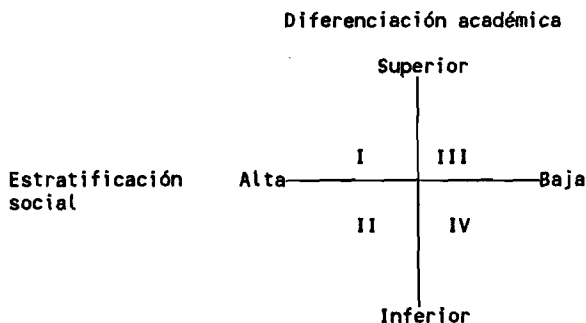 Diferenciación académica
Superior
I III
Estratificación social Alta Baja
II IV
Inferior